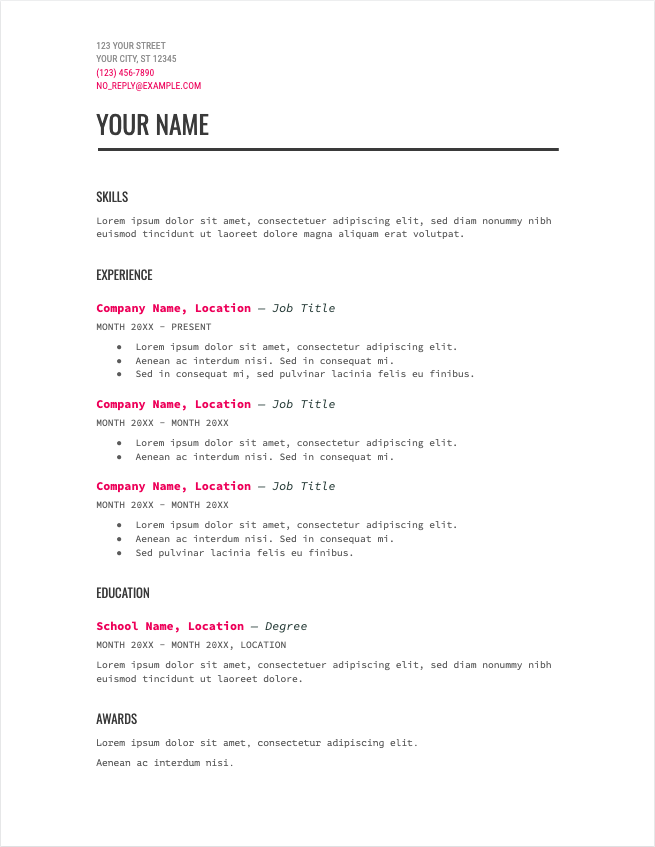 123 YOUR STREET
YOUR CITY, ST 12345
(123) 456-7890
NO_REPLY@EXAMPLE.COM
YOUR NAME
SKILLS
Lorem ipsum dolor sit amet, consectetuer adipiscing elit, sed diam nonummy nibh
euismod tincidunt ut laoreet dolore magna aliquam erat volutpat.
EXPERIENCE
Company Name, Location — Job Title
MONTH 20XX - PRESENT
● Lorem ipsum dolor sit amet, consectetur adipiscing elit.
● Aenean ac interdum nisi. Sed in consequat mi.
● Sed in consequat mi, sed pulvinar lacinia felis eu finibus.
Company Name, Location — Job Title
MONTH 20XX - MONTH 20XX
● Lorem ipsum dolor sit amet, consectetur adipiscing elit.
● Aenean ac interdum nisi. Sed in consequat mi.
Company Name, Location — Job Title
MONTH 20XX - MONTH 20XX
● Lorem ipsum dolor sit amet, consectetur adipiscing elit.
● Aenean ac interdum nisi. Sed in consequat mi.
● Sed pulvinar lacinia felis eu finibus.
EDUCATION
School Name, Location — Degree
MONTH 20XX - MONTH 20XX, LOCATION
Lorem ipsum dolor sit amet, consectetuer adipiscing elit, sed diam nonummy nibh
euismod tincidunt ut laoreet dolore.
AWARDS
Lorem ipsum dolor sit amet, consectetur adipiscing elit.
Aenean ac interdum nisi.